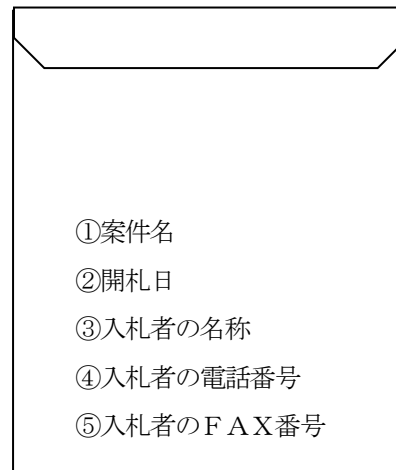 ①案件名
②開札日
③入札者の名称
④入札者の電話番号
⑤入札者のＦＡＸ番号